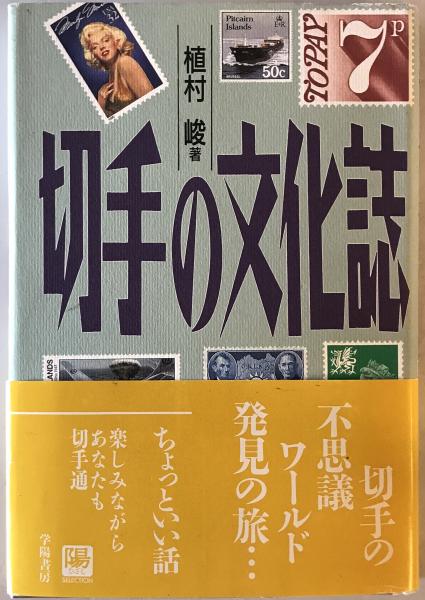 Pitcairn
Islands
50c
TO PAY
7p
32
植村 峻著
切手の文化誌
切手の
不思議
ワールド
発見の旅…
ちょっといい話
楽しみながら
あなたも
切手通
学陽書房
陽
SELECTION